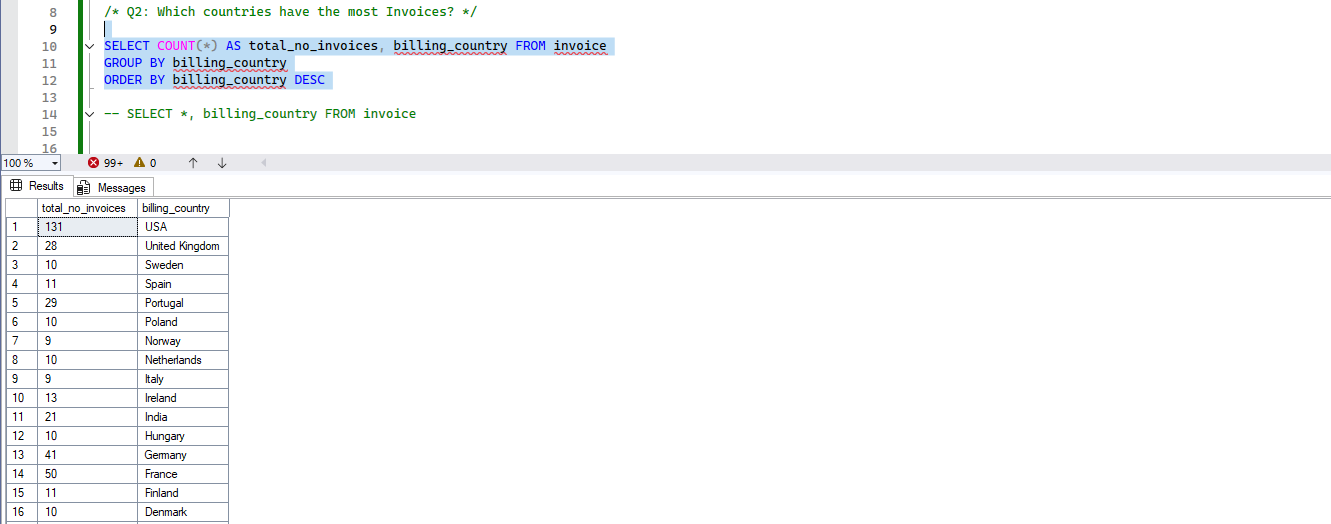 8 /* Q2: Which countries have the most Invoices? */
9
10 SELECT COUNT(*) AS total_no_invoices, billing_country FROM invoice
11 GROUP BY billing_country
12 ORDER BY billing_country DESC
13
14 -- SELECT *, billing_country FROM invoice
15
16
100 % 99+ 0
Results Messages
total_no_invoices billing_country
1 131 USA
2 28 United Kingdom
3 10 Sweden
4 11 Spain
5 29 Portugal
6 10 Poland
7 9 Norway
8 10 Netherlands
9 9 Italy
10 13 Ireland
11 21 India
12 10 Hungary
13 41 Germany
14 50 France
15 11 Finland
16 10 Denmark